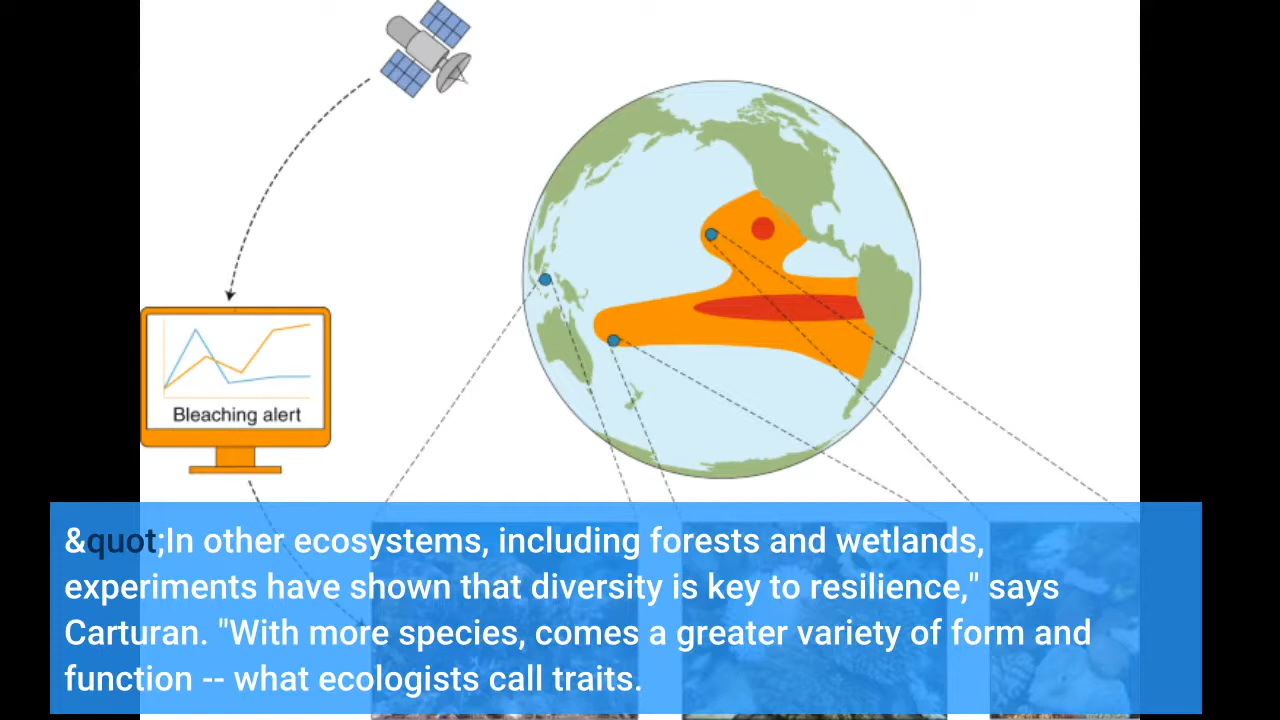 Bleaching alert
&quot;In other ecosystems, including forests and wetlands,
experiments have shown that diversity is key to resilience," says
Carturan. "With more species, comes a greater variety of form and
function -- what ecologists call traits.